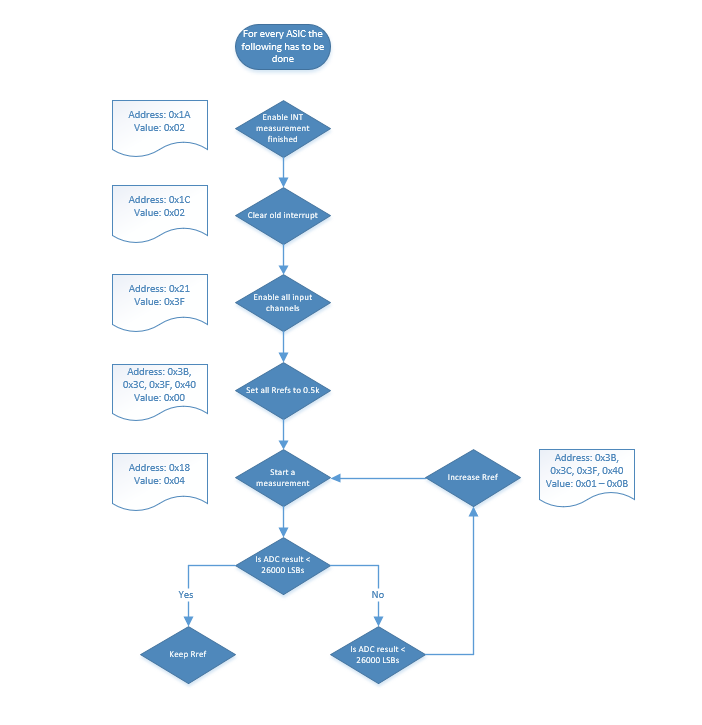 For every ASIC the
following has to be
done
Address: 0x1A
Value: 0x02
Enable INT
measurement
finished
Address: 0x1C
Value: 0x02
Clear old interrupt
Address: 0x21
Value: 0x3F
Enable all input
channels
Address: 0x3B,
0x3C, 0x3F, 0x40
Value: 0x00
Set all Rrefs to 0.5k
Address: 0x18
Value: 0x04
Start a
measurement
Increase Rref
Address: 0x3B,
0x3C, 0x3F, 0x40
Value: 0x01 – 0x0B
Is ADC result <
26000 LSBs
Yes
No
Keep Rref
Is ADC result <
26000 LSBs